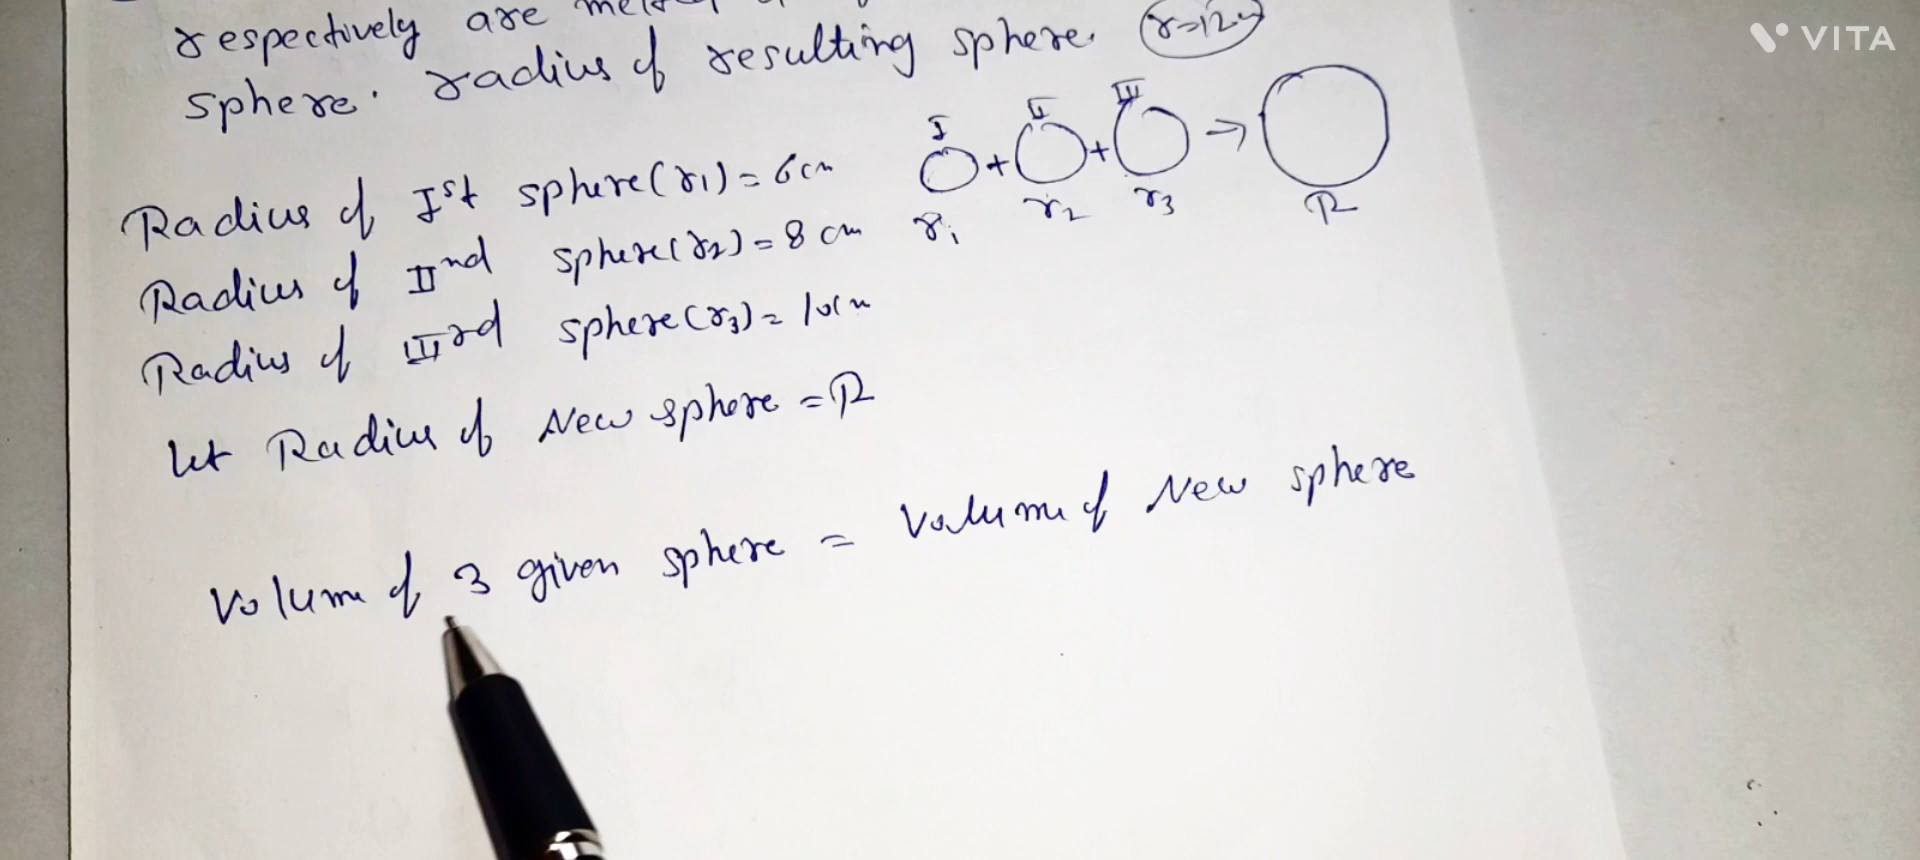 respectively are melted
sphere. radius of resulting sphere. r=12
VITA
Radius of Ist sphere(r1) = 6cm
Radius of IInd sphere(r2) = 8 cm
Radius of IIIrd sphere(r3) = 10cm
let Radius of New sphere = R
I II III
+ + →
r1 r2 r3 R
Volume of 3 given sphere = Volume of New sphere